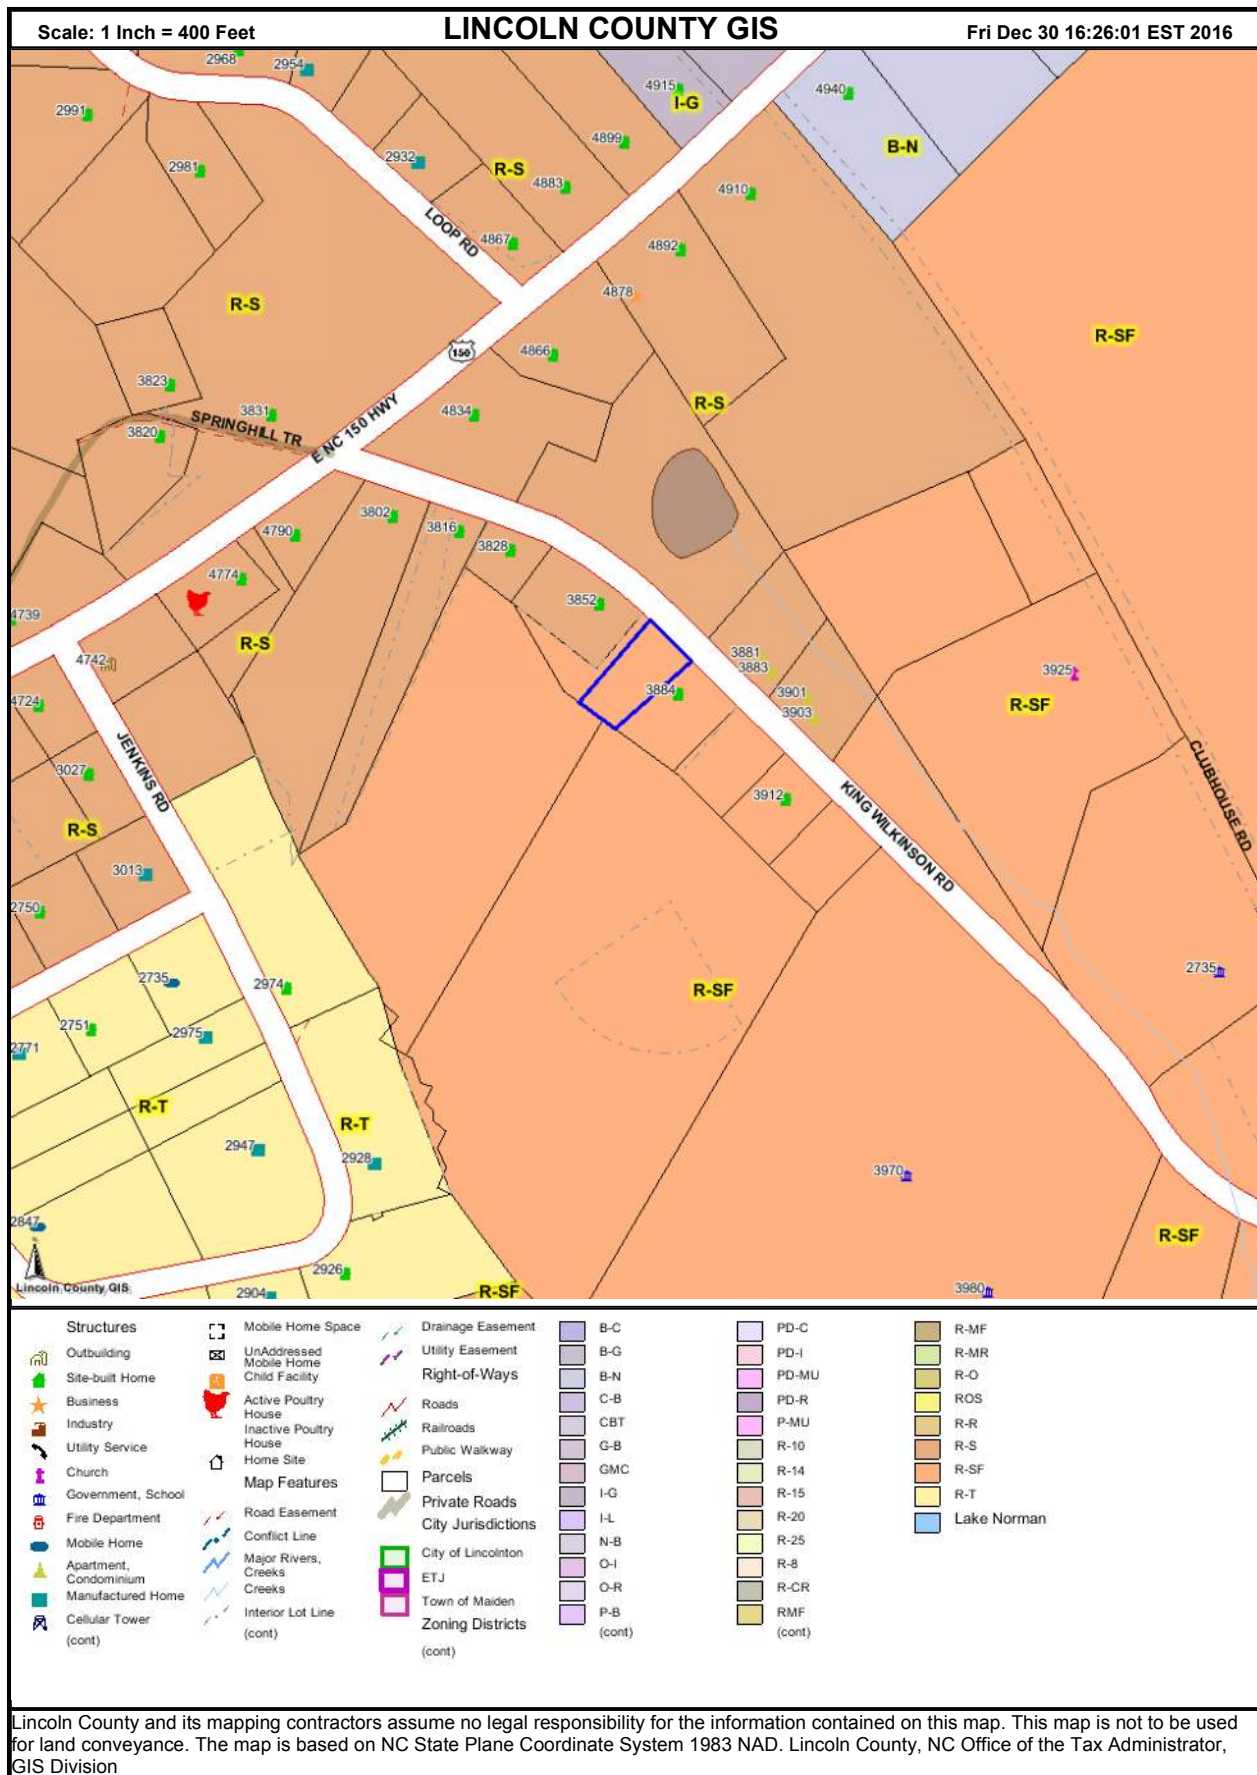 Scale: 1 Inch = 400 Feet
LINCOLN COUNTY GIS
Fri Dec 30 16:26:01 EST 2016
2968
2954
4915
I-G
4940
2991
4899
B-N
2932
2981
R-S
4883
4910
LOOP RD
4867
4892
4878
R-S
R-SF
150
4866
3823
R-S
3831
4834
SPRINGHILL TR
3820
E NC 150 HWY
3802
4790
3816
3828
4774
3852
4739
R-S
4742
3881
3883
3925
3884
3901
R-SF
4724
3903
JENKINS RD
CLUBHOUSE RD
3027
3912
KING WILKINSON RD
R-S
3013
2750
2735
2735
2974
R-SF
2751
2975
2771
R-T
R-T
2947
2928
3970
2847
R-SF
2926
Lincoln County GIS
2904
R-SF
3980
Structures
Outbuilding
Site-built Home
Business
Industry
Utility Service
Church
Government, School
Fire Department
Mobile Home
Apartment,
Condominium
Manufactured Home
Cellular Tower
(cont)
Mobile Home Space
UnAddressed
Mobile Home
Child Facility
Active Poultry
House
Inactive Poultry
House
Home Site
Map Features
Road Easement
Conflict Line
Major Rivers,
Creeks
Creeks
Interior Lot Line
(cont)
Drainage Easement
Utility Easement
Right-of-Ways
Roads
Railroads
Public Walkway
Parcels
Private Roads
City Jurisdictions
City of Lincolnton
ETJ
Town of Maiden
Zoning Districts
(cont)
B-C
B-G
B-N
C-B
CBT
G-B
GMC
I-G
I-L
N-B
O-I
O-R
P-B
(cont)
PD-C
PD-I
PD-MU
PD-R
P-MU
R-10
R-14
R-15
R-20
R-25
R-8
R-CR
RMF
(cont)
R-MF
R-MR
R-O
ROS
R-R
R-S
R-SF
R-T
Lake Norman
Lincoln County and its mapping contractors assume no legal responsibility for the information contained on this map. This map is not to be used
for land conveyance. The map is based on NC State Plane Coordinate System 1983 NAD. Lincoln County, NC Office of the Tax Administrator,
GIS Division